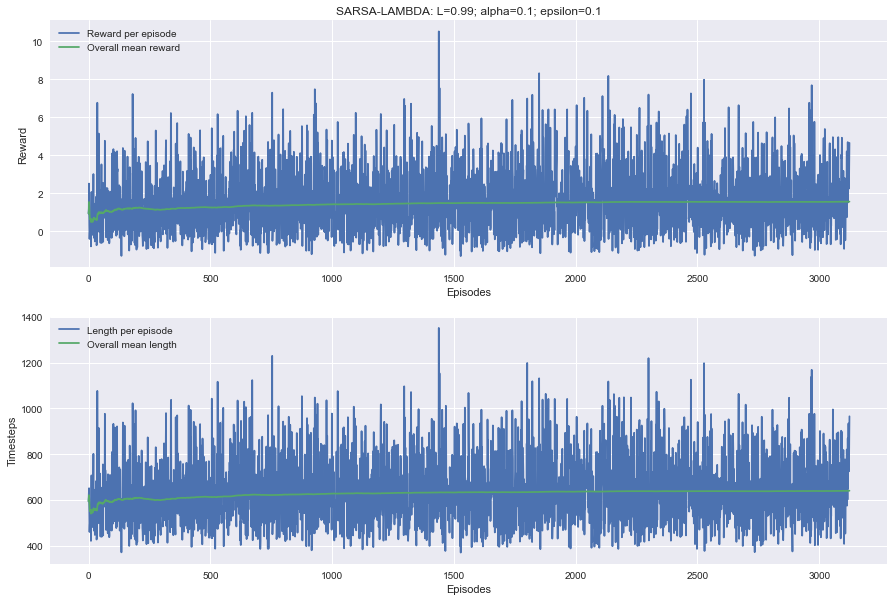 SARSA-LAMBDA: L=0.99; alpha=0.1; epsilon=0.1
Reward per episode
Overall mean reward
10
8
6
4
2
0
Reward
0 500 1000 1500 2000 2500 3000
Episodes
Length per episode
Overall mean length
1400
1200
1000
800
600
400
Timesteps
0 500 1000 1500 2000 2500 3000
Episodes